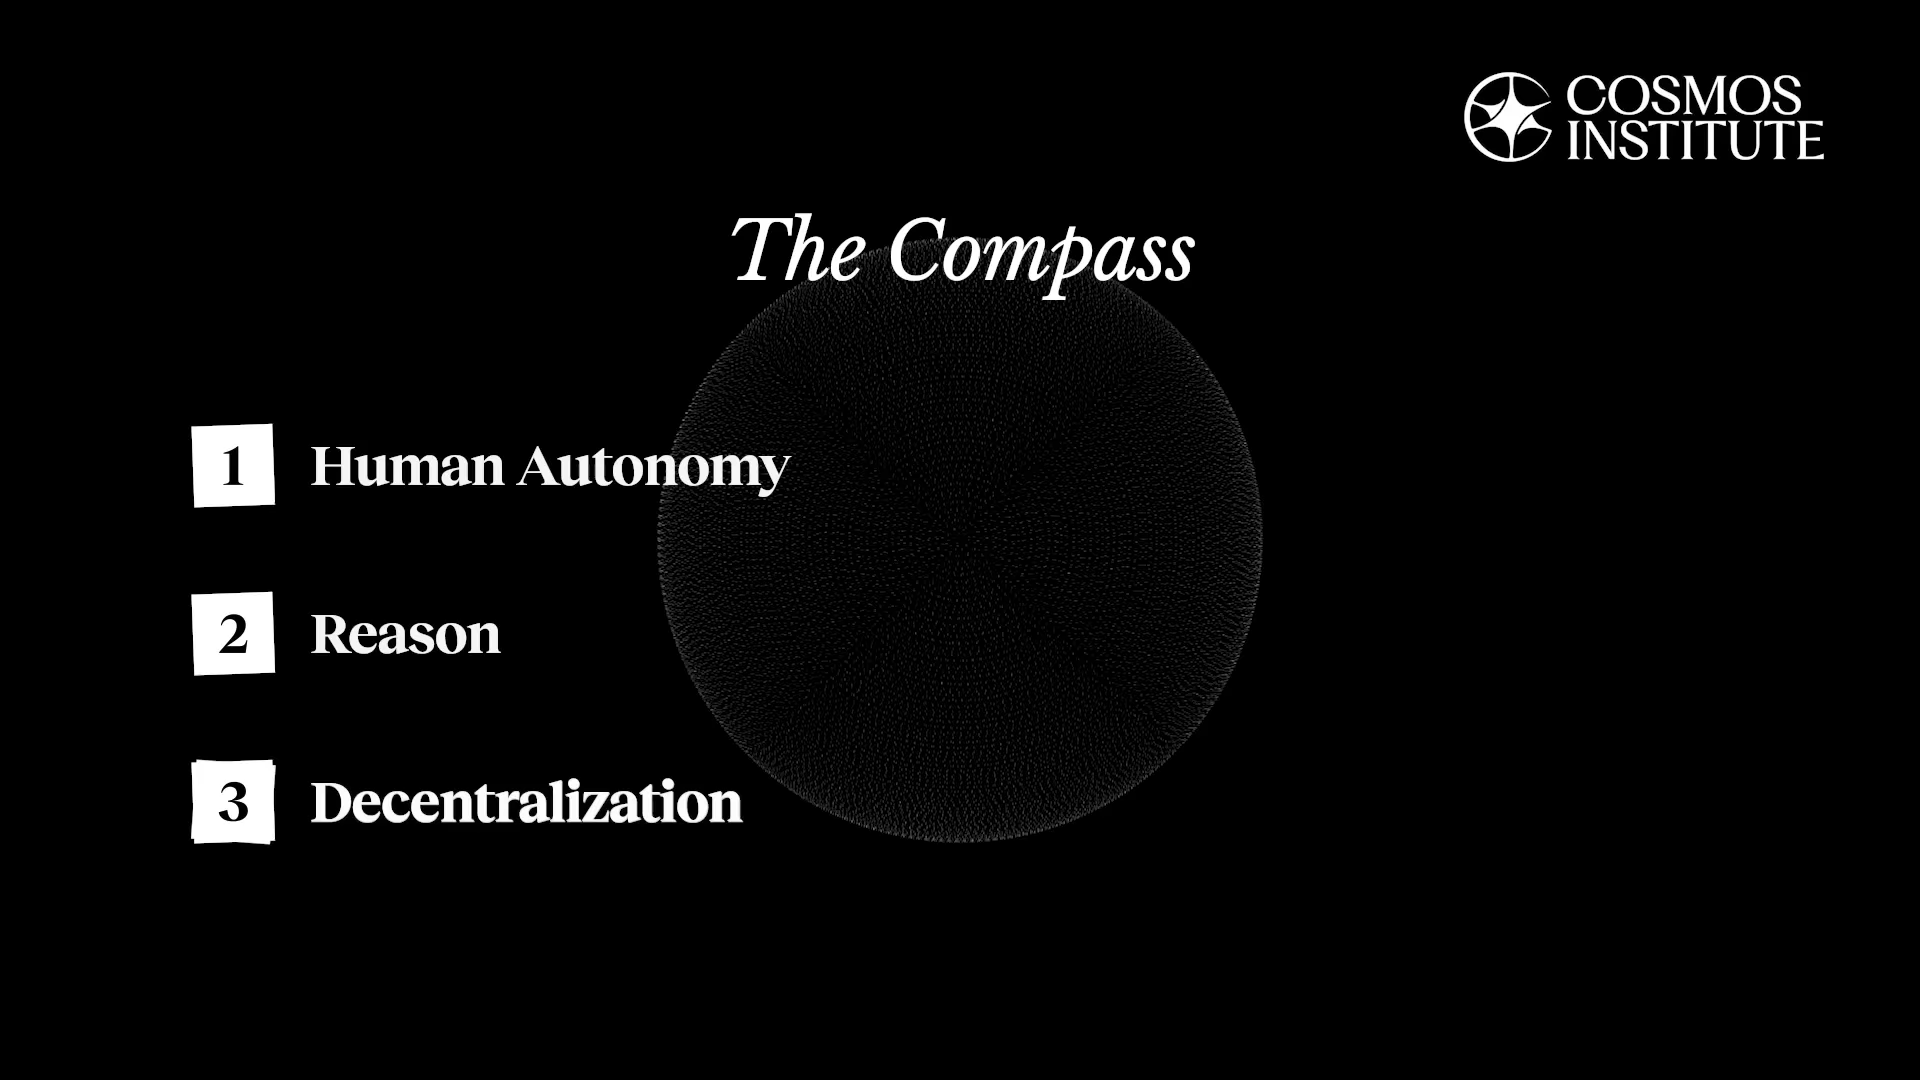 COSMOS
INSTITUTE
The Compass
1 Human Autonomy
2 Reason
3 Decentralization